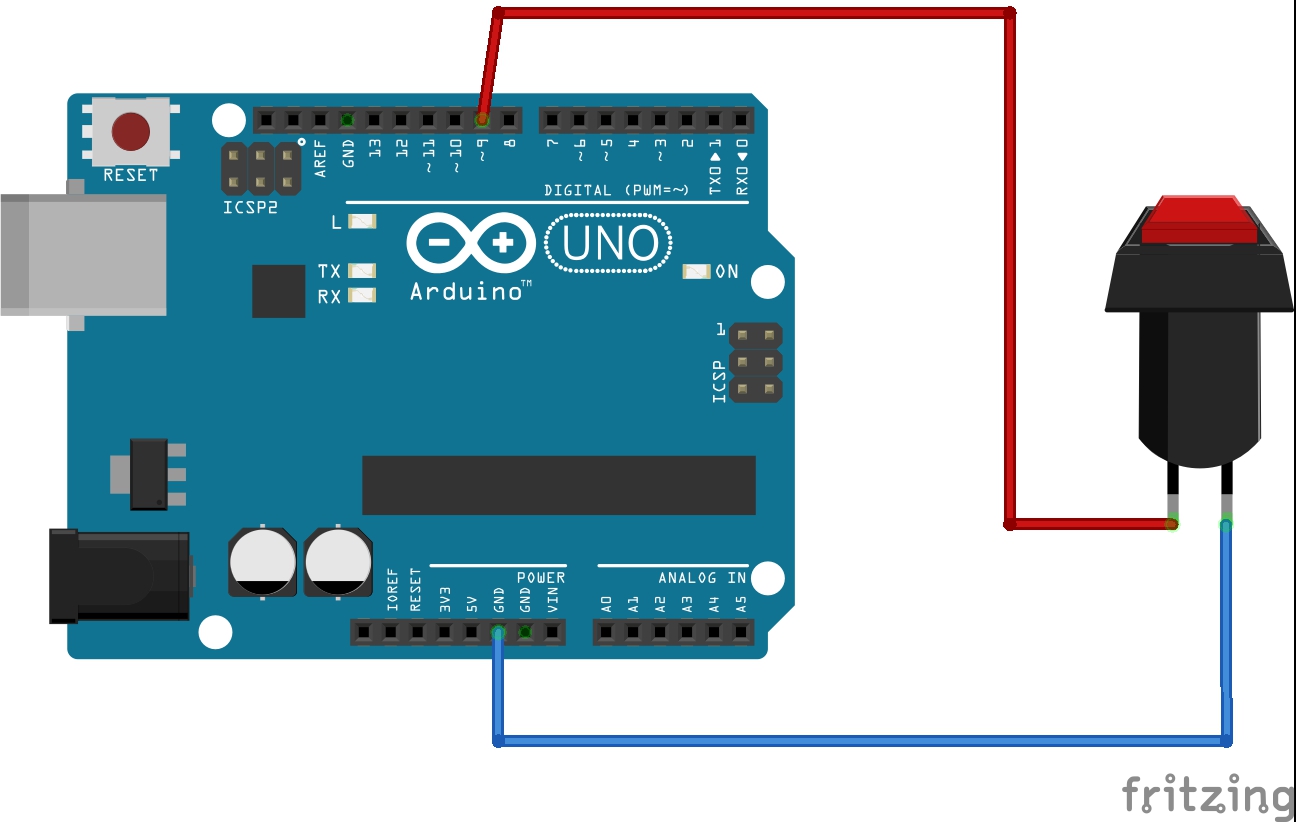 RESET
ICSP2
AREF
GND
13
12
~11
~10
~9
8
7
~6
~5
4
~3
2
TX0▶1
RX0◀0
DIGITAL (PWM=~)
L
TX
RX
Arduino™
UNO
ON
1
ICSP
IOREF
RESET
3V3
5V
GND
GND
VIN
POWER
ANALOG IN
A0
A1
A2
A3
A4
A5
fritzing